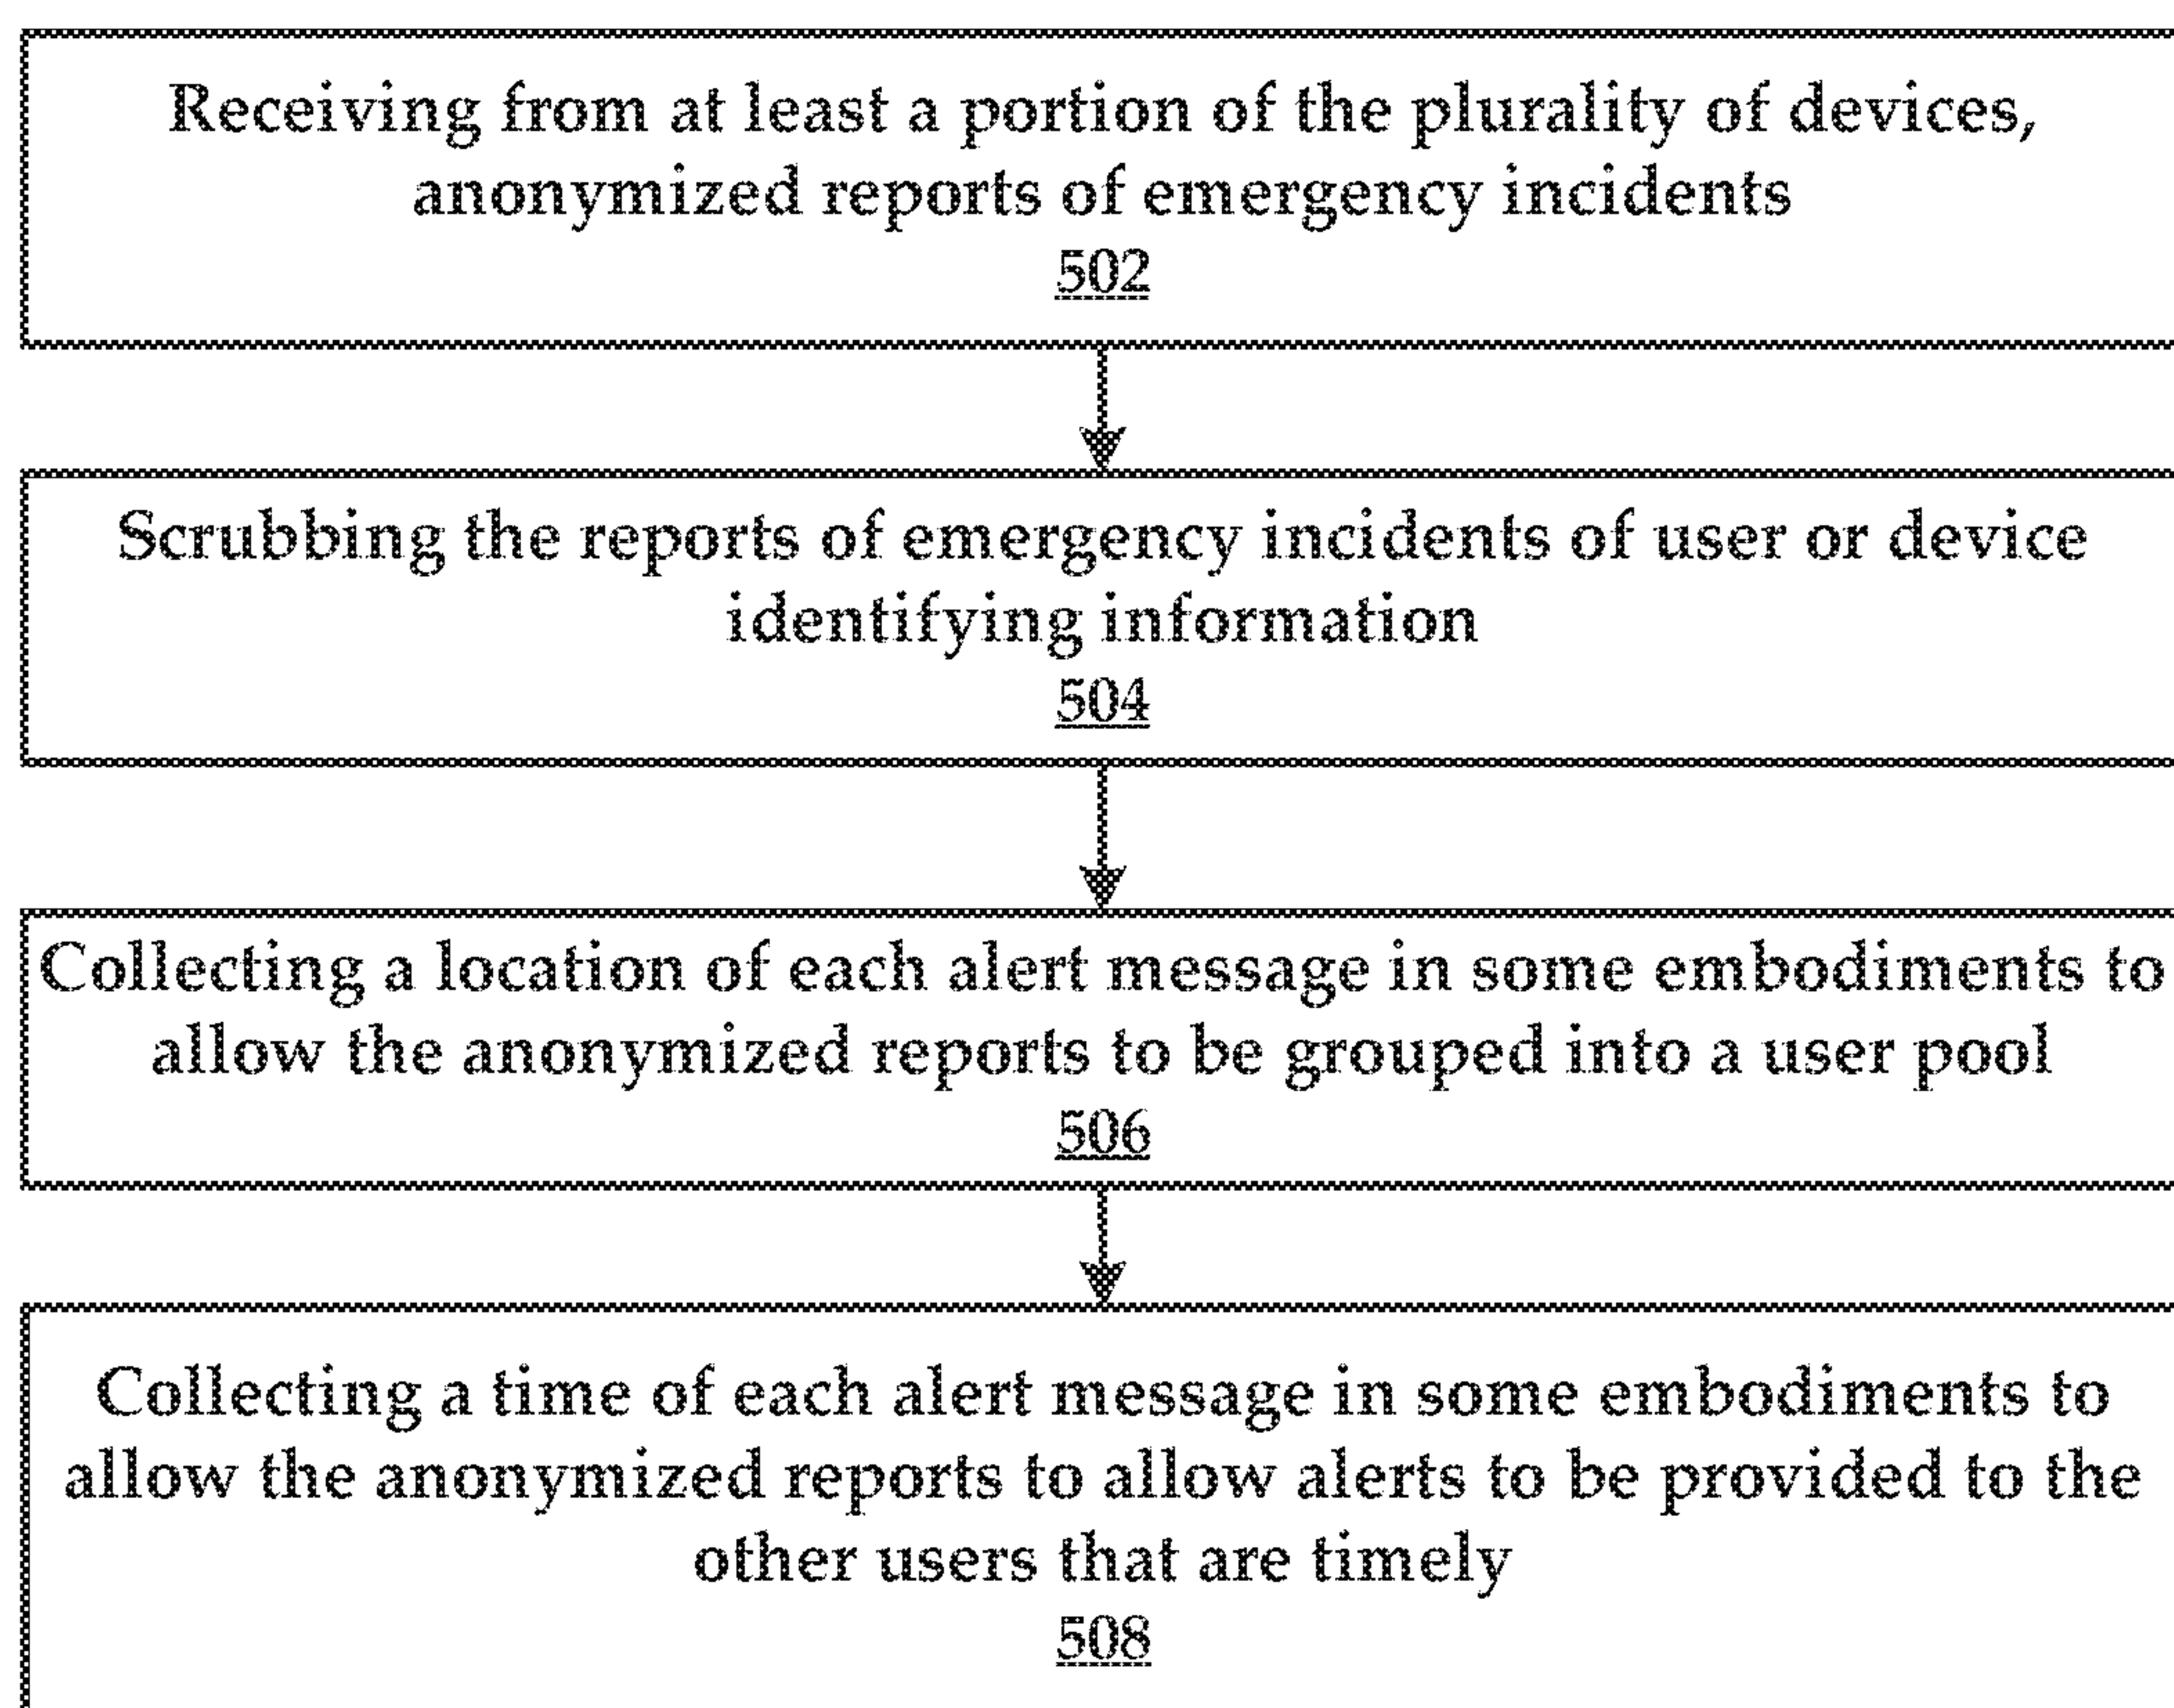 Receiving from at least a portion of the plurality of devices,
anonymized reports of emergency incidents
502
Scrubbing the reports of emergency incidents of user or device
identifying information
504
Collecting a location of each alert message in some embodiments to
allow the anonymized reports to be grouped into a user pool
506
Collecting a time of each alert message in some embodiments to
allow the anonymized reports to allow alerts to be provided to the
other users that are timely
508